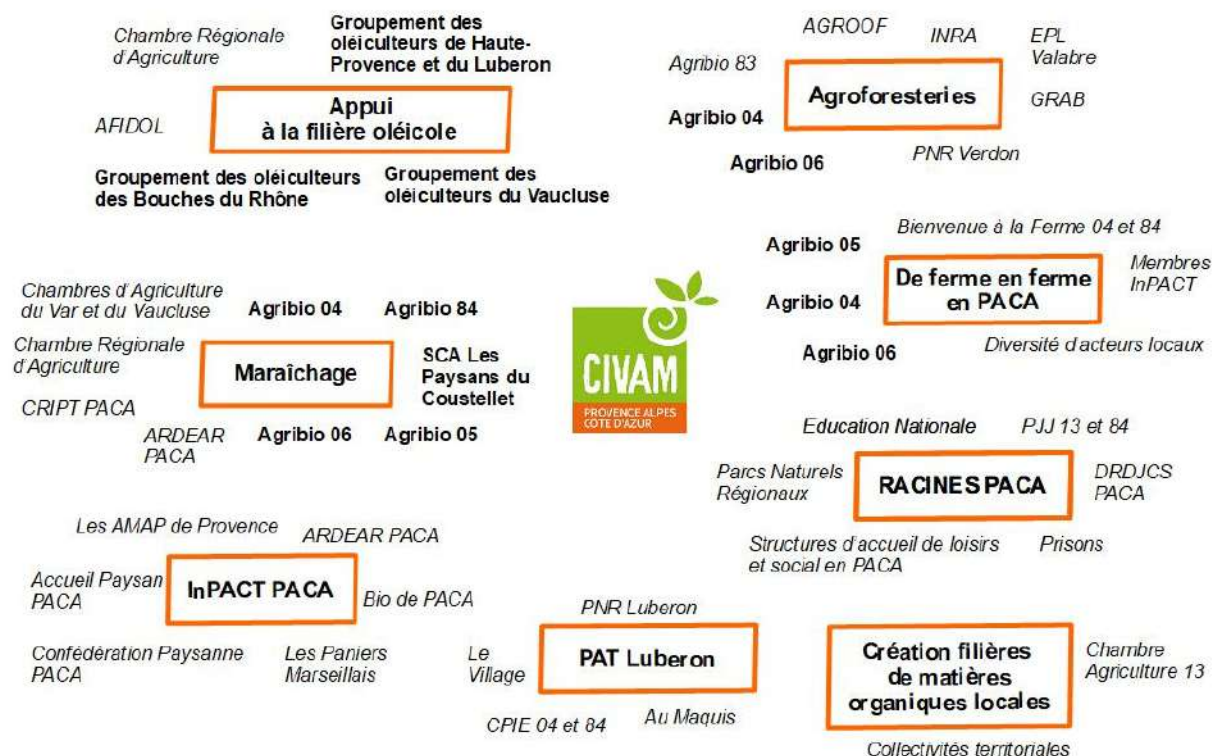 Chambre Régionale
d'Agriculture
Groupement des
oléiculteurs de Haute-
Provence et du Luberon
AFIDOL
Appui
à la filière oléicole
Groupement des oléiculteurs
des Bouches du Rhône
Groupement des
oléiculteurs du Vaucluse
AGROOF
INRA
EPL
Valabre
Agribio 83
Agroforesteries
GRAB
Agribio 04
Agribio 06
PNR Verdon
Bienvenue à la Ferme 04 et 84
Agribio 05
De ferme en ferme
en PACA
Membres
InPACT
Agribio 04
Agribio 06
Diversité d'acteurs locaux
Chambres d'Agriculture
du Var et du Vaucluse
Agribio 04
Agribio 84
Chambre Régionale
d'Agriculture
Maraîchage
SCA Les
Paysans du
Coustellet
CRIPT PACA
ARDEAR
PACA
Agribio 06
Agribio 05
CIVAM
PROVENCE ALPES
CÔTE D'AZUR
Education Nationale
PJJ 13 et 84
Parcs Naturels
Régionaux
RACINES PACA
DRDJCS
PACA
Structures d'accueil de loisirs
et social en PACA
Prisons
Les AMAP de Provence
ARDEAR PACA
Accueil Paysan
PACA
InPACT PACA
Bio de PACA
Confédération Paysanne
PACA
Les Paniers
Marseillais
PNR Luberon
Le
Village
PAT Luberon
CPIE 04 et 84
Au Maquis
Création filières
de matières
organiques locales
Chambre
Agriculture 13
Collectivités territoriales